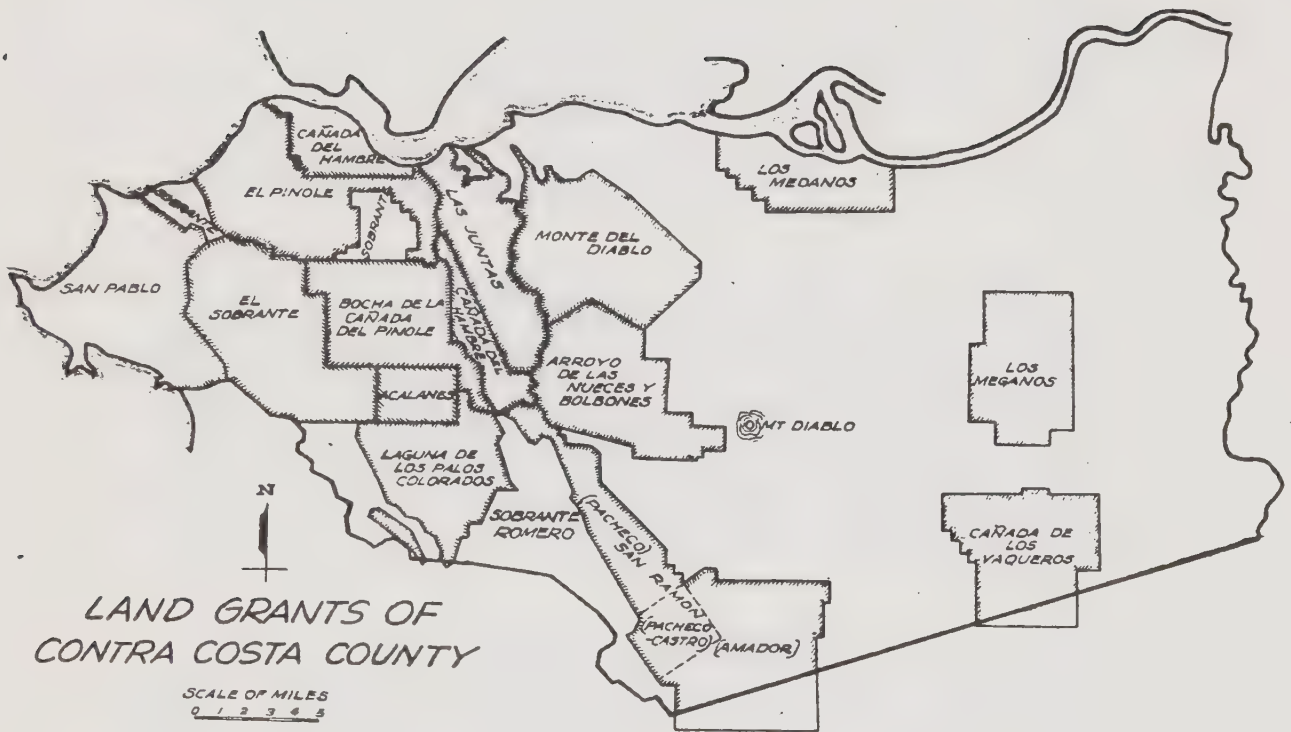 CAÑADA
DEL
HAMBRE
EL PINOLE
SOBRANTE
SOBRANT
LAS JUNTAS
MONTE DEL
DIABLO
LOS
MEDANOS
SAN PABLO
EL
SOBRANTE
BOCHA DE LA
CAÑADA
DEL PINOLE
CAÑADA DEL
HAMBRE
ARROYO
DE LAS
NUECES Y
BOLBONES
LOS
MEGANOS
ACALANES
MT DIABLO
LAGUNA DE
LOS PALOS
COLORADOS
N
SOBRANTE
ROMERO
(PACHECO)
SAN RAMON
(PACHECO
-CASTRO)
(AMADOR)
CAÑADA DE
LOS
VAQUEROS
LAND GRANTS OF
CONTRA COSTA COUNTY
SCALE OF MILES
0 1 2 3 4 5